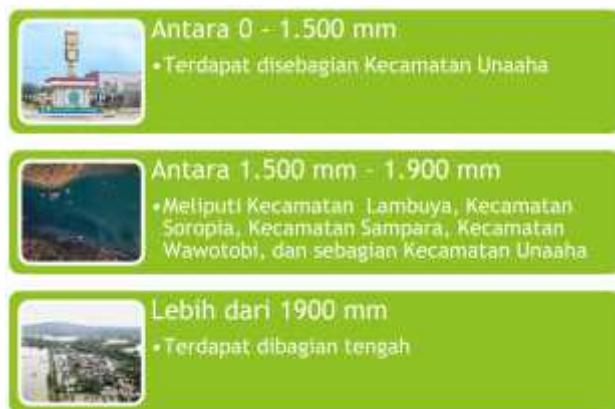 Antara 0 - 1.500 mm
•Terdapat disebagian Kecamatan Unaaha
Antara 1.500 mm - 1.900 mm
•Meliputi Kecamatan Lambuya, Kecamatan
Soropia, Kecamatan Sampara, Kecamatan
Wawotobi, dan sebagian Kecamatan Unaaha
Lebih dari 1900 mm
•Terdapat dibagian tengah